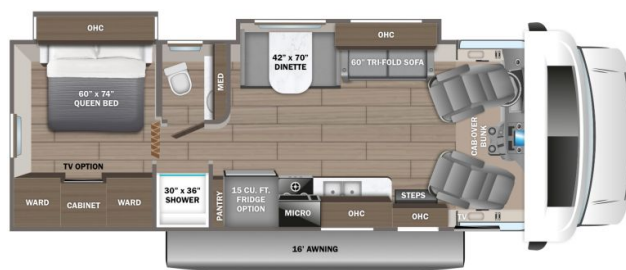 OHC
60" x 74"
QUEEN BED
TV OPTION
WARD
CABINET
WARD
MED
30" x 36"
SHOWER
PANTRY
42" x 70"
DINETTE
OHC
60" TRI-FOLD SOFA
15 CU. FT.
FRIDGE
OPTION
MICRO
OHC
STEPS
OHC
CAB-OVER
BUNK
TV
16' AWNING